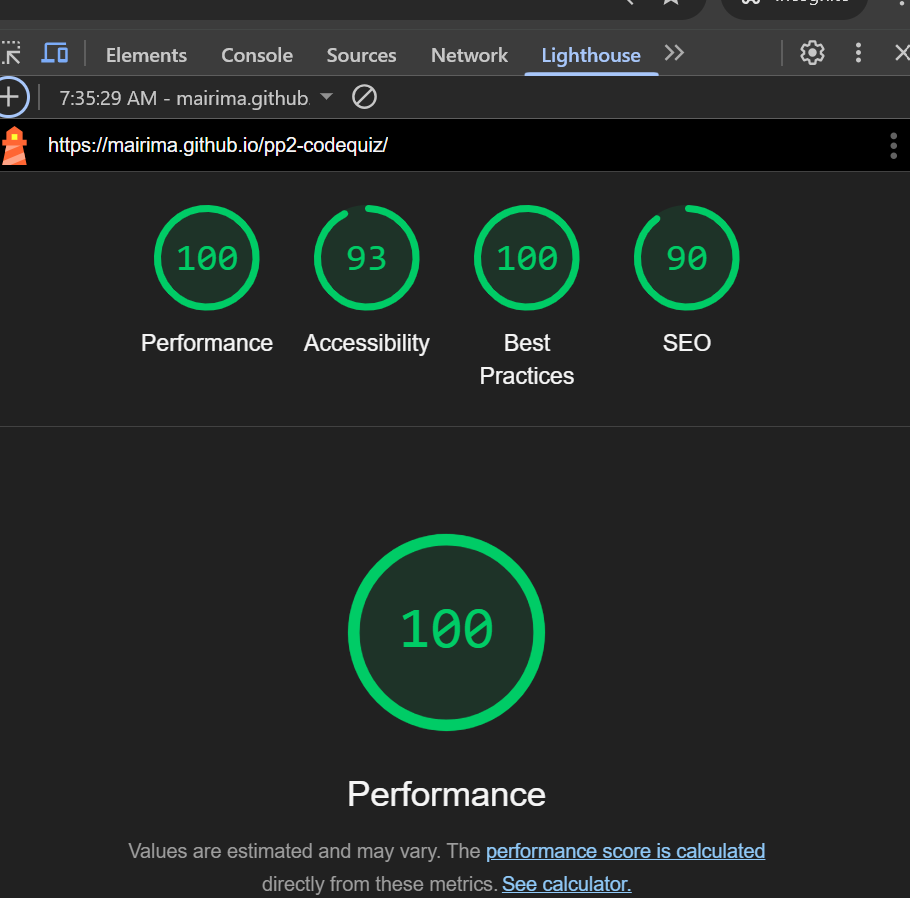 Elements Console Sources Network Lighthouse
7:35:29 AM - mairima.github.
https://mairima.github.io/pp2-codequiz/
100 93 100 90
Performance Accessibility Best Practices SEO
100
Performance
Values are estimated and may vary. The performance score is calculated
directly from these metrics. See calculator.